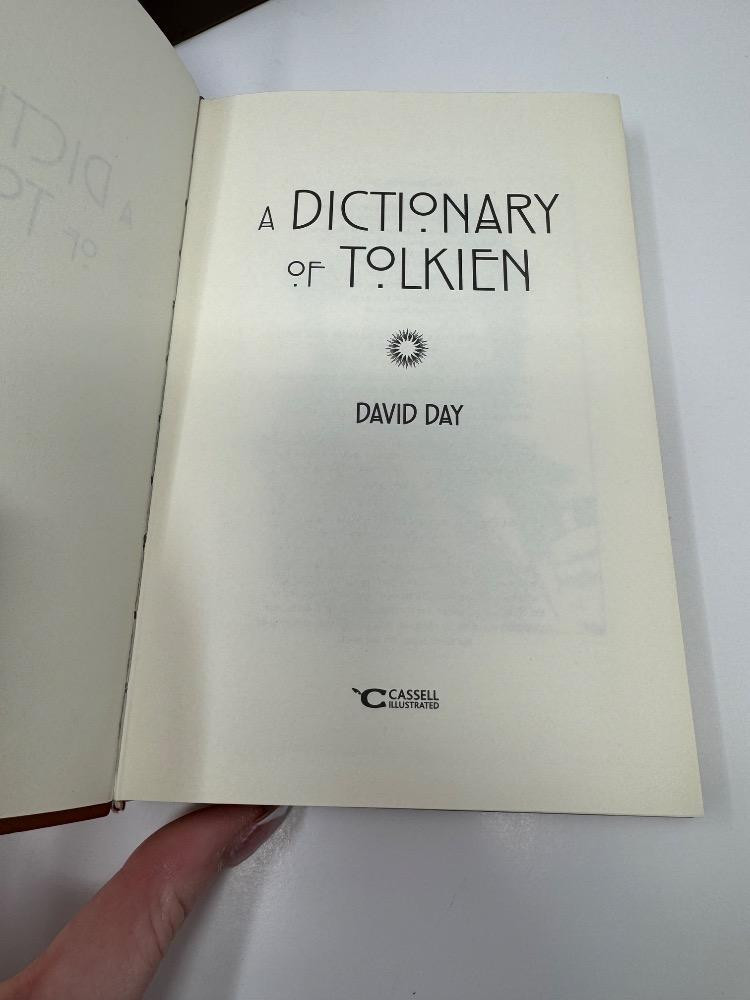 A DICTIONARY
OF TOLKIEN
DAVID DAY
CASSELL
ILLUSTRATED